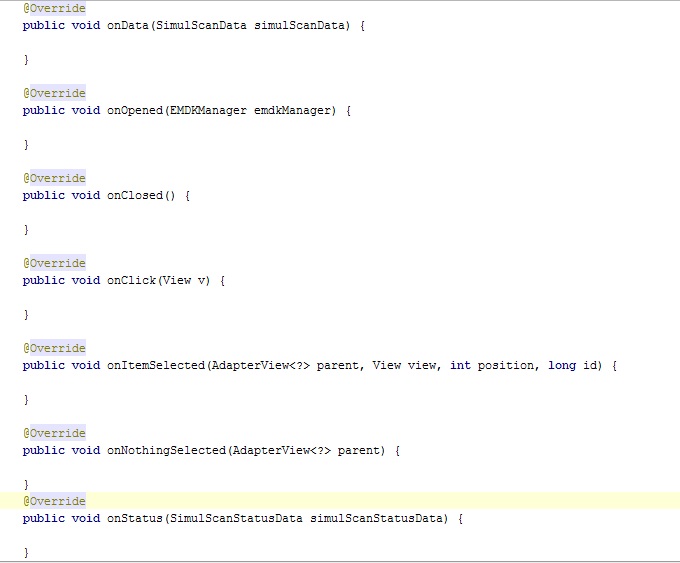 @Override
public void onData(SimulScanData simulScanData) {
}
@Override
public void onOpened(EMDKManager emdkManager) {
}
@Override
public void onClosed() {
}
@Override
public void onClick(View v) {
}
@Override
public void onItemSelected(AdapterView<?> parent, View view, int position, long id) {
}
@Override
public void onNothingSelected(AdapterView<?> parent) {
}
@Override
public void onStatus(SimulScanStatusData simulScanStatusData) {
}